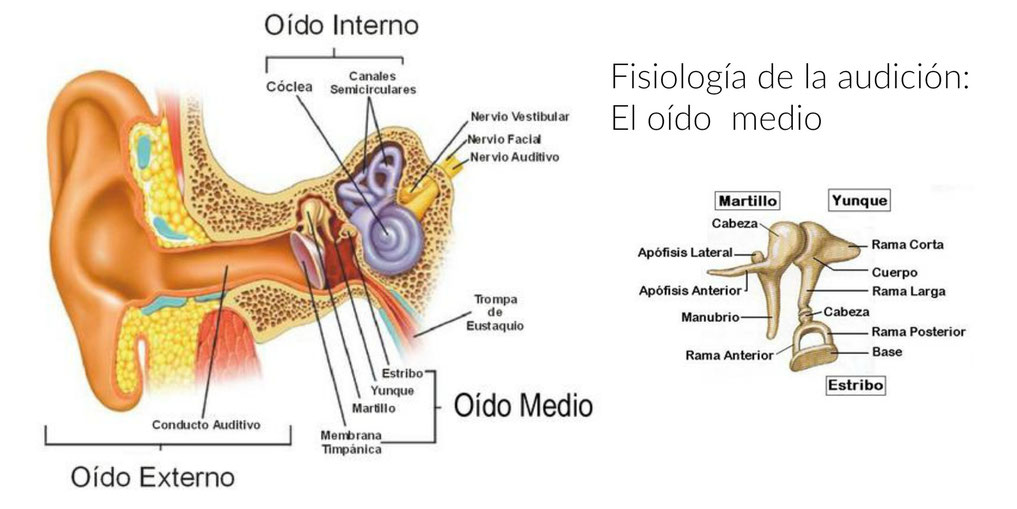 Oído Interno
Cóclea
Canales
Semicirculares
Nervio Vestibular
Nervio Facial
Nervio Auditivo
Trompa
de
Eustaquio
Estribo
Yunque
Martillo
Membrana
Timpánica
Oído Medio
Conducto Auditivo
Oído Externo
Fisiología de la audición:
El oído medio
Martillo
Yunque
Cabeza
Apófisis Lateral
Apófisis Anterior
Manubrio
Rama Anterior
Rama Corta
Cuerpo
Rama Larga
Cabeza
Rama Posterior
Base
Estribo